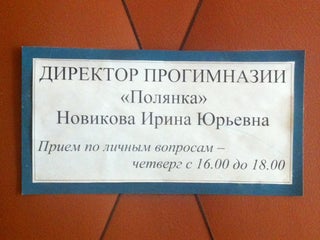 ДИРЕКТОР ПРОГИМНАЗИИ
«Полянка»
Новикова Ирина Юрьевна
Прием по личным вопросам –
четверг с 16.00 до 18.00